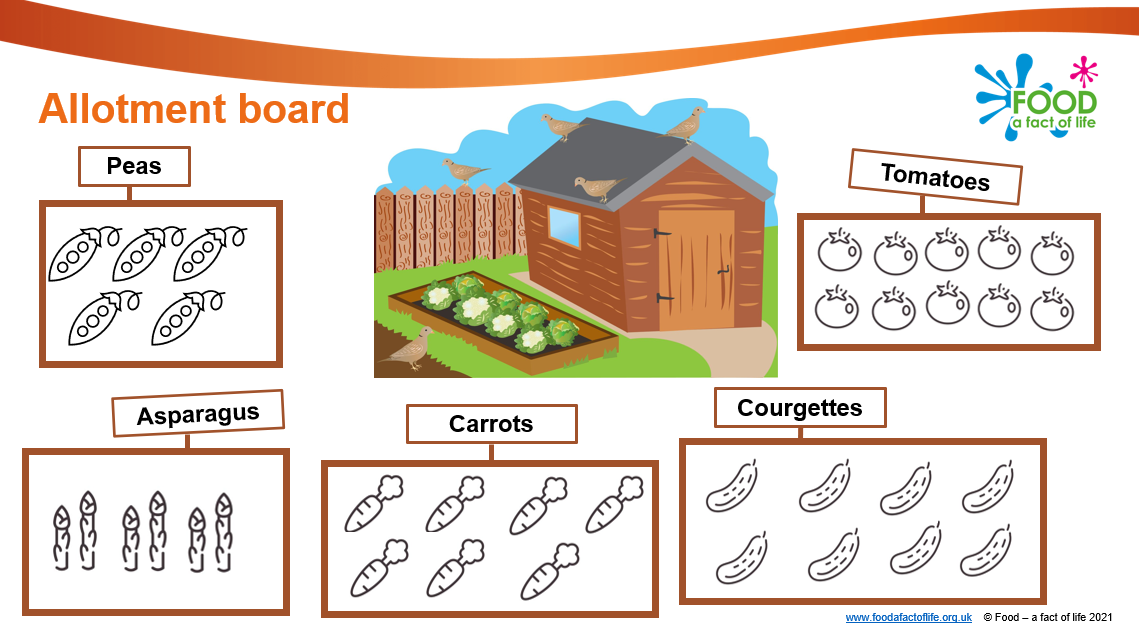 Allotment board
FOOD
a fact of life
Peas
Tomatoes
Asparagus
Carrots
Courgettes
www.foodafactoflife.org.uk © Food – a fact of life 2021